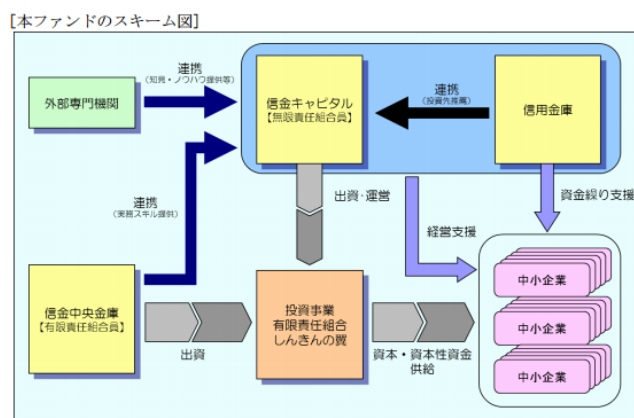 [本ファンドのスキーム図]
外部専門機関
連携
(知見・ノウハウ提供等)
信金キャピタル
【無限責任組合員】
連携
(投資先推薦)
信用金庫
連携
(実務スキル提供)
出資・運営
経営支援
資金繰り支援
信金中央金庫
【有限責任組合員】
出資
投資事業
有限責任組合
しんきんの翼
資本・資本性資金
供給
中小企業
中小企業
中小企業